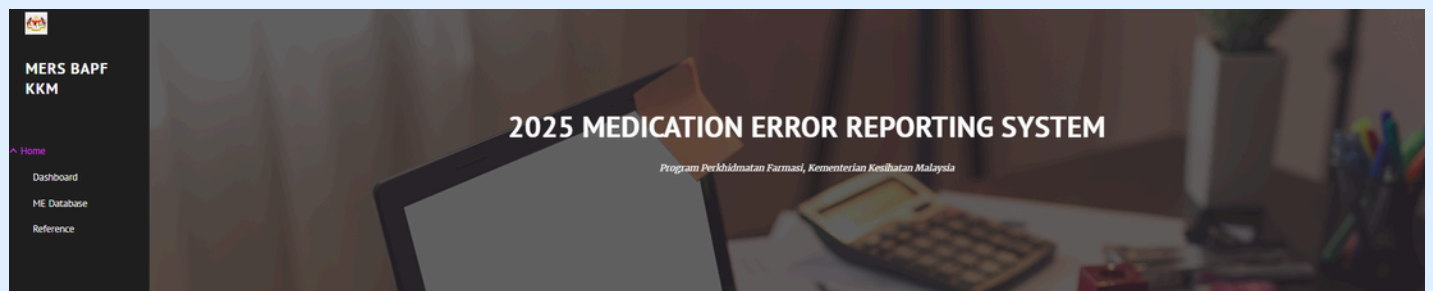 MERS BAPF
KKM
Home
Dashboard
ME Database
Reference
2025 MEDICATION ERROR REPORTING SYSTEM
Program Perkhidmatan Farmasi, Kementerian Kesihatan Malaysia